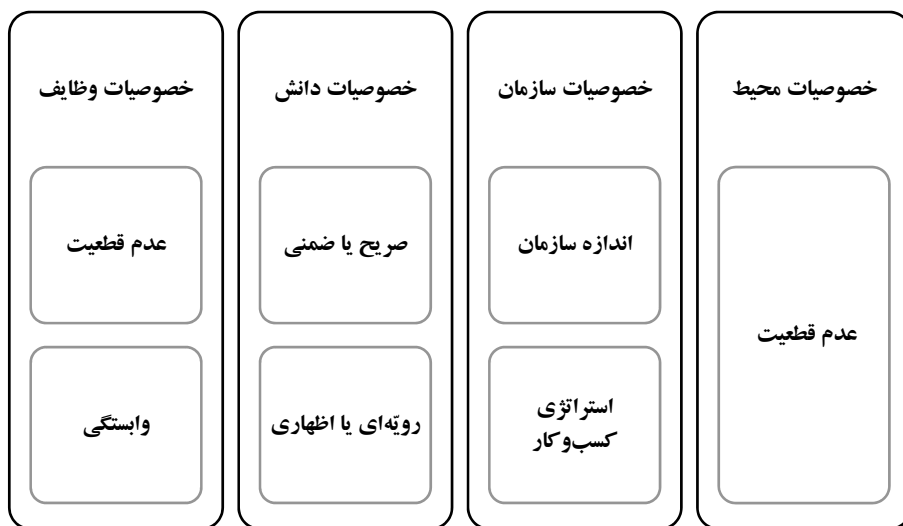 خصوصیات محیط
عدم قطعیت
خصوصیات سازمان
اندازه سازمان
استراتژی
کسب‌وکار
خصوصیات دانش
صریح یا ضمنی
رویّه‌ای یا اظهاری
خصوصیات وظایف
عدم قطعیت
وابستگی